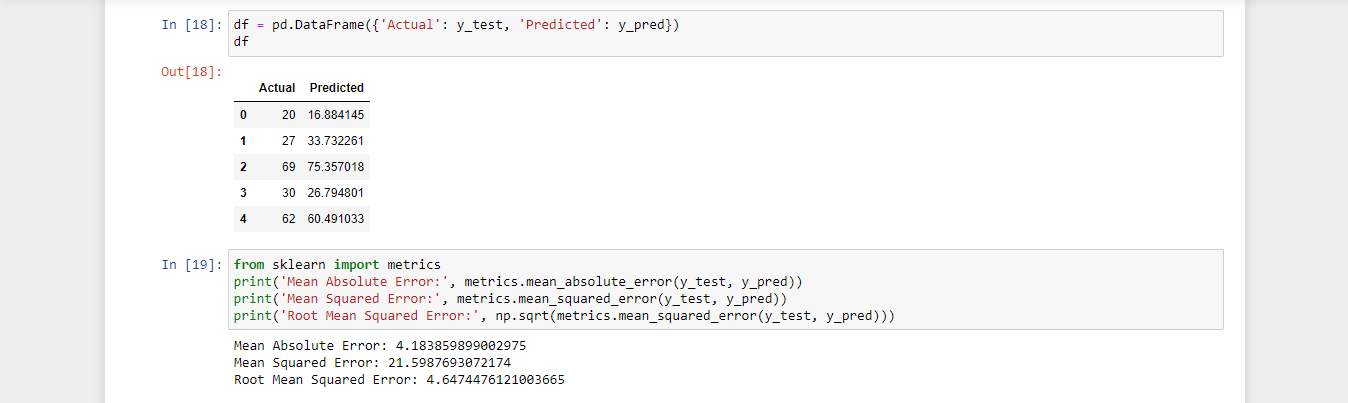 In [18]: df = pd.DataFrame({'Actual': y_test, 'Predicted': y_pred})
df
Out[18]:
Actual Predicted
0 20 16.884145
1 27 33.732261
2 69 75.357018
3 30 26.794801
4 62 60.491033
In [19]: from sklearn import metrics
print('Mean Absolute Error:', metrics.mean_absolute_error(y_test, y_pred))
print('Mean Squared Error:', metrics.mean_squared_error(y_test, y_pred))
print('Root Mean Squared Error:', np.sqrt(metrics.mean_squared_error(y_test, y_pred)))
Mean Absolute Error: 4.183859899002975
Mean Squared Error: 21.5987693072174
Root Mean Squared Error: 4.6474476121003665